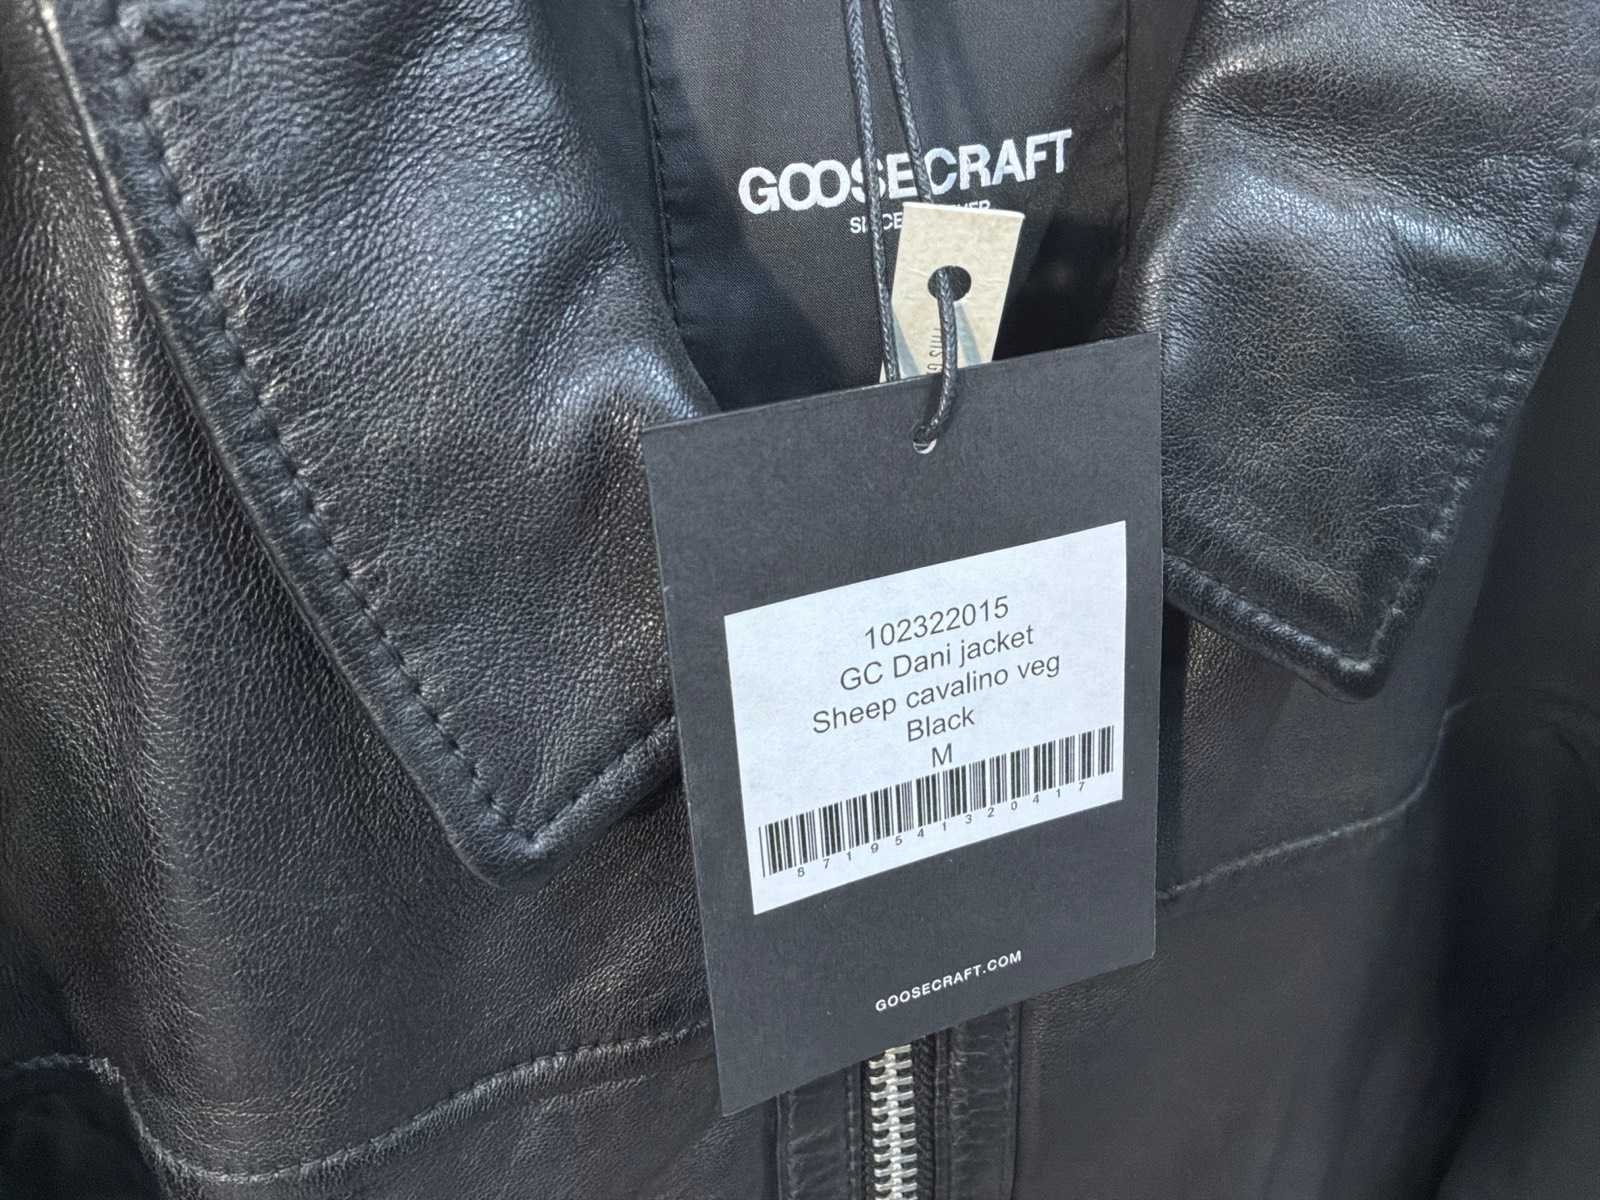 GOOSECRAFT
102322015
GC Dani jacket
Sheep cavalino veg
Black
M
8719541320417
GOOSECRAFT.COM